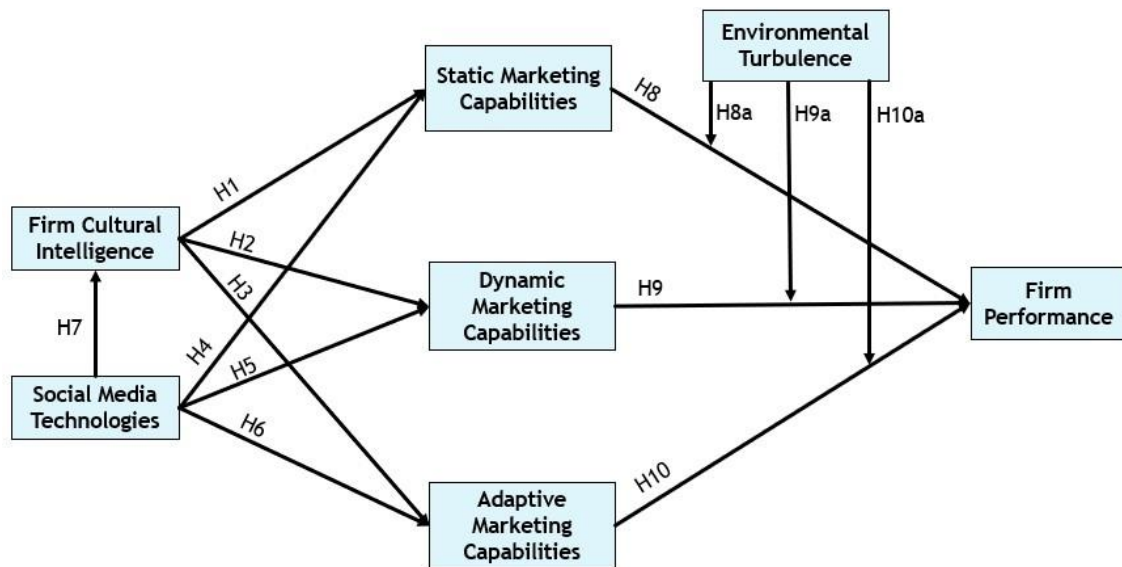 Environmental
Turbulence
Static Marketing
Capabilities
H8
H8a
H9a
H10a
H1
Firm Cultural
Intelligence
H2
H3
Dynamic
Marketing
Capabilities
H9
Firm
Performance
H7
H4
H5
Social Media
Technologies
H6
H10
Adaptive
Marketing
Capabilities